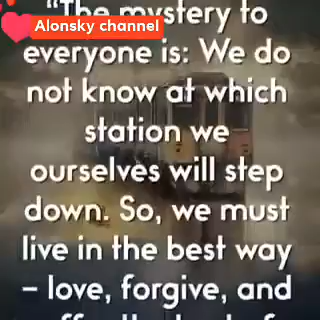 Alonsky channel
"The mystery to
everyone is: We do
not know at which
station we
ourselves will step
down. So, we must
live in the best way
– love, forgive, and